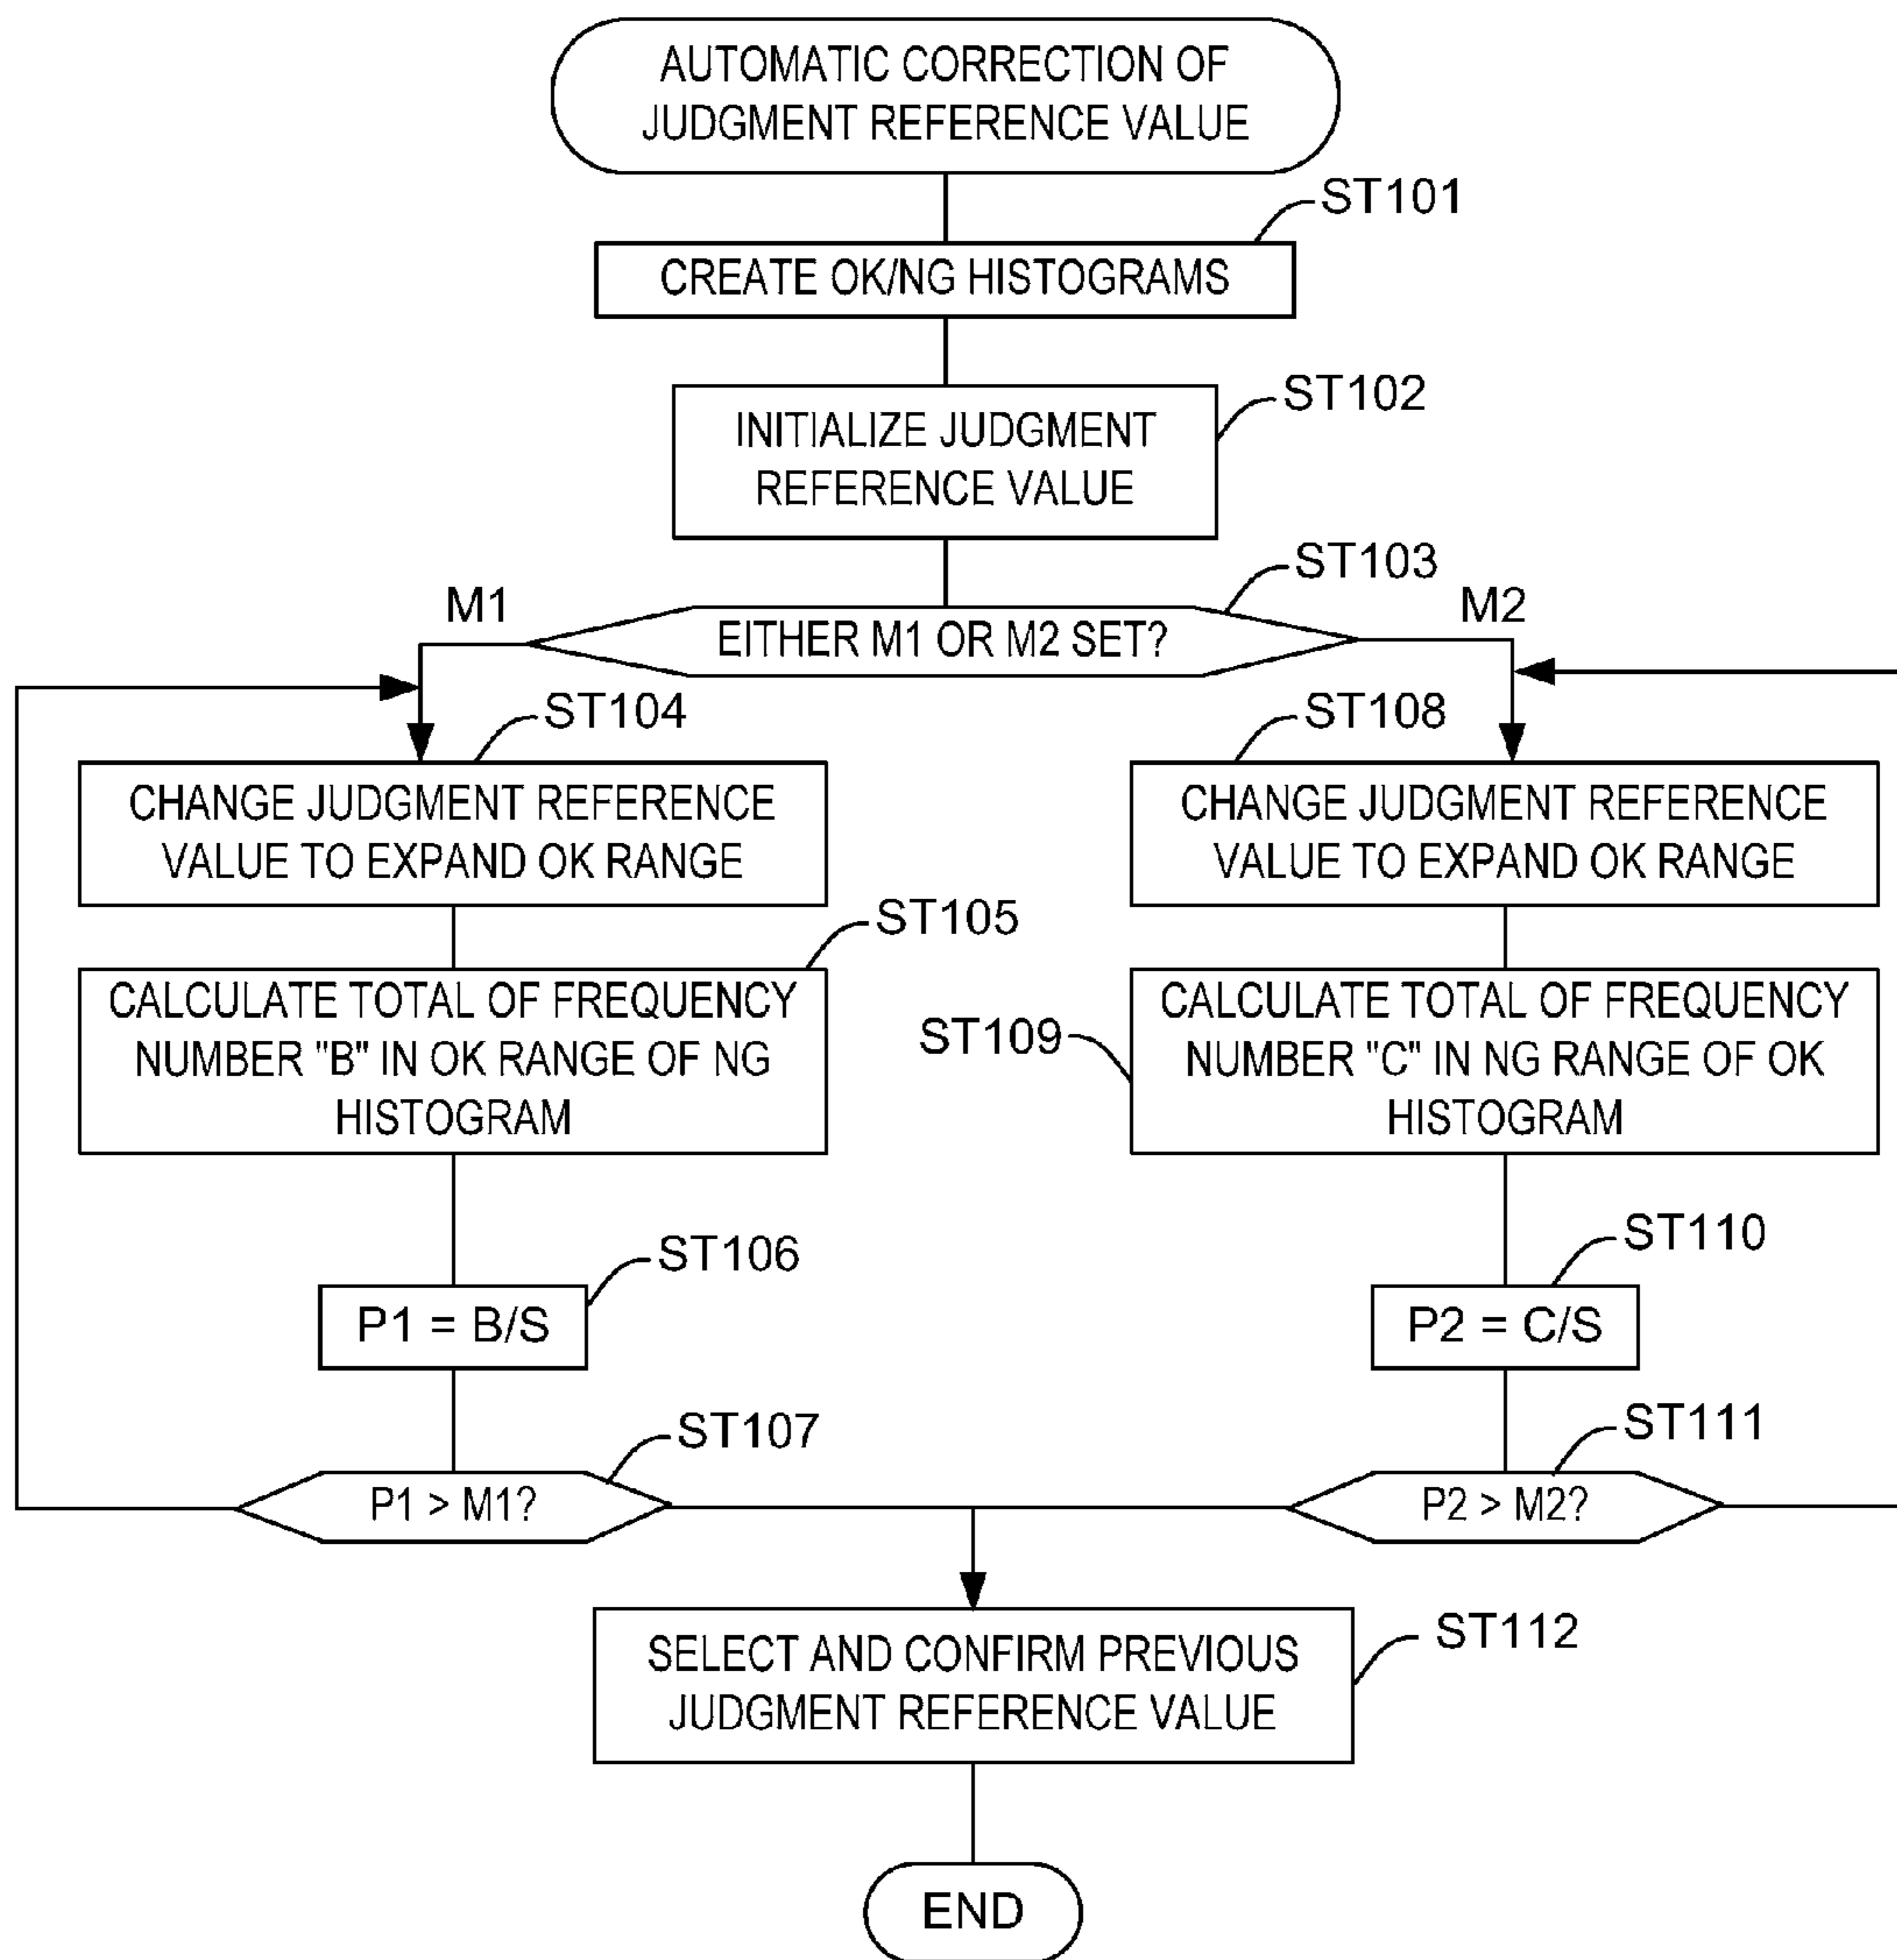 AUTOMATIC CORRECTION OF
JUDGMENT REFERENCE VALUE
ST101
CREATE OK/NG HISTOGRAMS
ST102
INITIALIZE JUDGMENT
REFERENCE VALUE
ST103
M1
EITHER M1 OR M2 SET?
M2
ST104
CHANGE JUDGMENT REFERENCE
VALUE TO EXPAND OK RANGE
ST105
CALCULATE TOTAL OF FREQUENCY
NUMBER "B" IN OK RANGE OF NG
HISTOGRAM
ST106
P1 = B/S
ST107
P1 > M1?
ST108
CHANGE JUDGMENT REFERENCE
VALUE TO EXPAND OK RANGE
ST109
CALCULATE TOTAL OF FREQUENCY
NUMBER "C" IN NG RANGE OF OK
HISTOGRAM
ST110
P2 = C/S
ST111
P2 > M2?
ST112
SELECT AND CONFIRM PREVIOUS
JUDGMENT REFERENCE VALUE
END